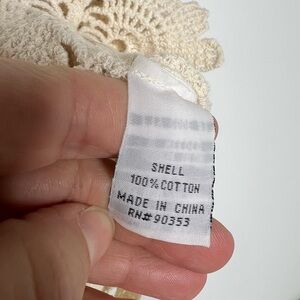 SHELL
100% COTTON
MADE IN CHINA
RN# 90353